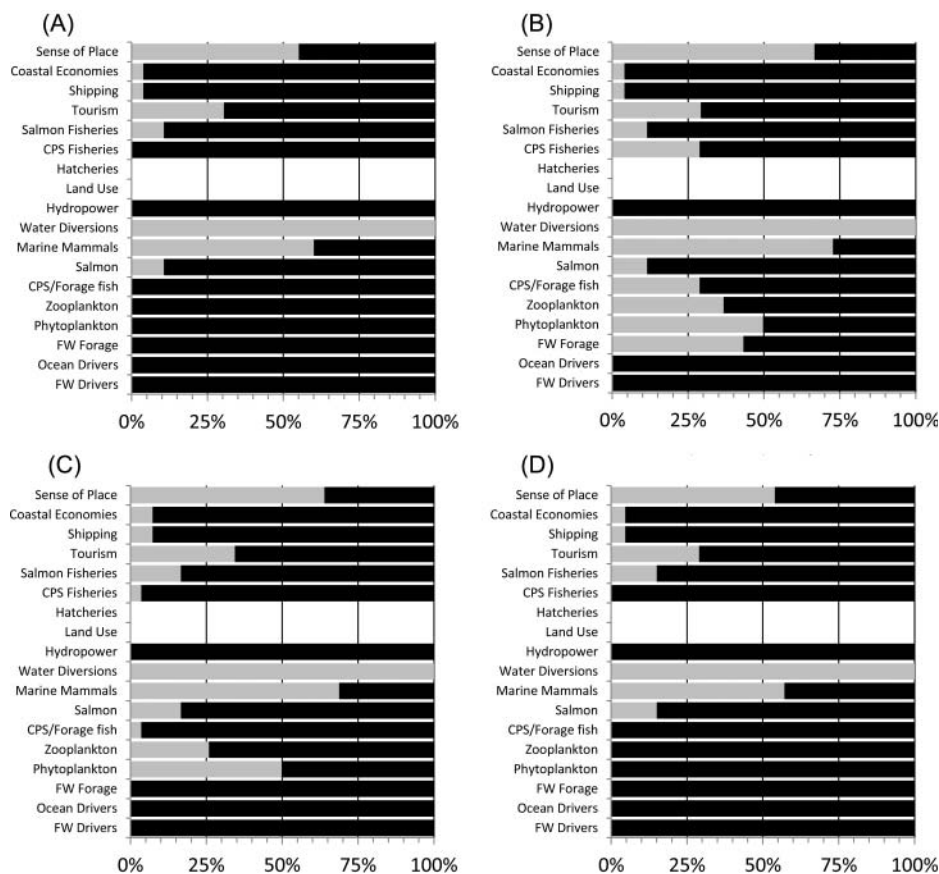 (A)
Sense of Place
Coastal Economies
Shipping
Tourism
Salmon Fisheries
CPS Fisheries
Hatcheries
Land Use
Hydropower
Water Diversions
Marine Mammals
Salmon
CPS/Forage fish
Zooplankton
Phytoplankton
FW Forage
Ocean Drivers
FW Drivers
0% 25% 50% 75% 100%
(B)
Sense of Place
Coastal Economies
Shipping
Tourism
Salmon Fisheries
CPS Fisheries
Hatcheries
Land Use
Hydropower
Water Diversions
Marine Mammals
Salmon
CPS/Forage fish
Zooplankton
Phytoplankton
FW Forage
Ocean Drivers
FW Drivers
0% 25% 50% 75% 100%
(C)
Sense of Place
Coastal Economies
Shipping
Tourism
Salmon Fisheries
CPS Fisheries
Hatcheries
Land Use
Hydropower
Water Diversions
Marine Mammals
Salmon
CPS/Forage fish
Zooplankton
Phytoplankton
FW Forage
Ocean Drivers
FW Drivers
0% 25% 50% 75% 100%
(D)
Sense of Place
Coastal Economies
Shipping
Tourism
Salmon Fisheries
CPS Fisheries
Hatcheries
Land Use
Hydropower
Water Diversions
Marine Mammals
Salmon
CPS/Forage fish
Zooplankton
Phytoplankton
FW Forage
Ocean Drivers
FW Drivers
0% 25% 50% 75% 100%